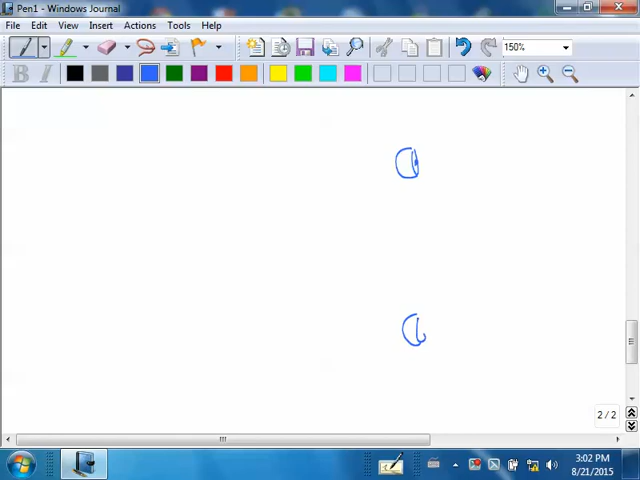 Pen1 - Windows Journal
File Edit View Insert Actions Tools Help
150%
B I
2 / 2
3:02 PM
8/21/2015